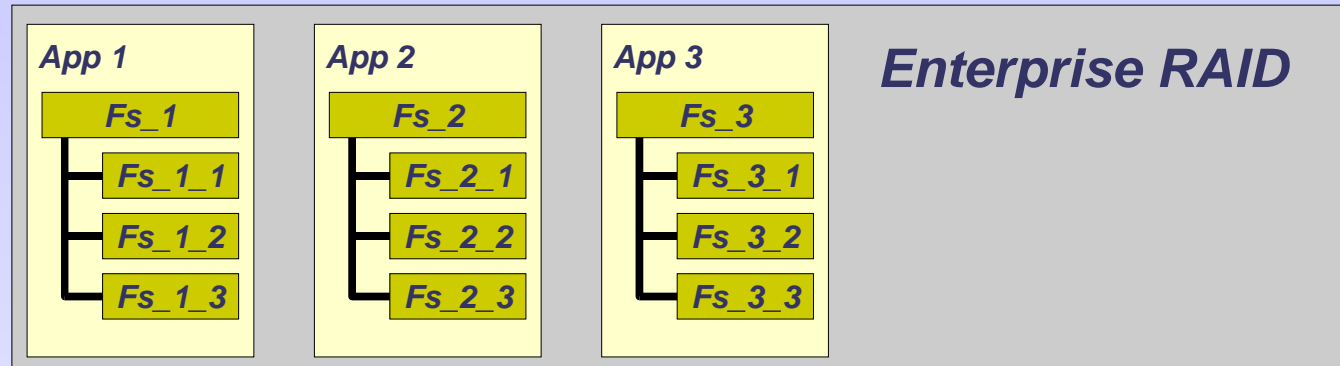 App 1
Fs_1
Fs_1_1
Fs_1_2
Fs_1_3
App 2
Fs_2
Fs_2_1
Fs_2_2
Fs_2_3
App 3
Fs_3
Fs_3_1
Fs_3_2
Fs_3_3
Enterprise RAID